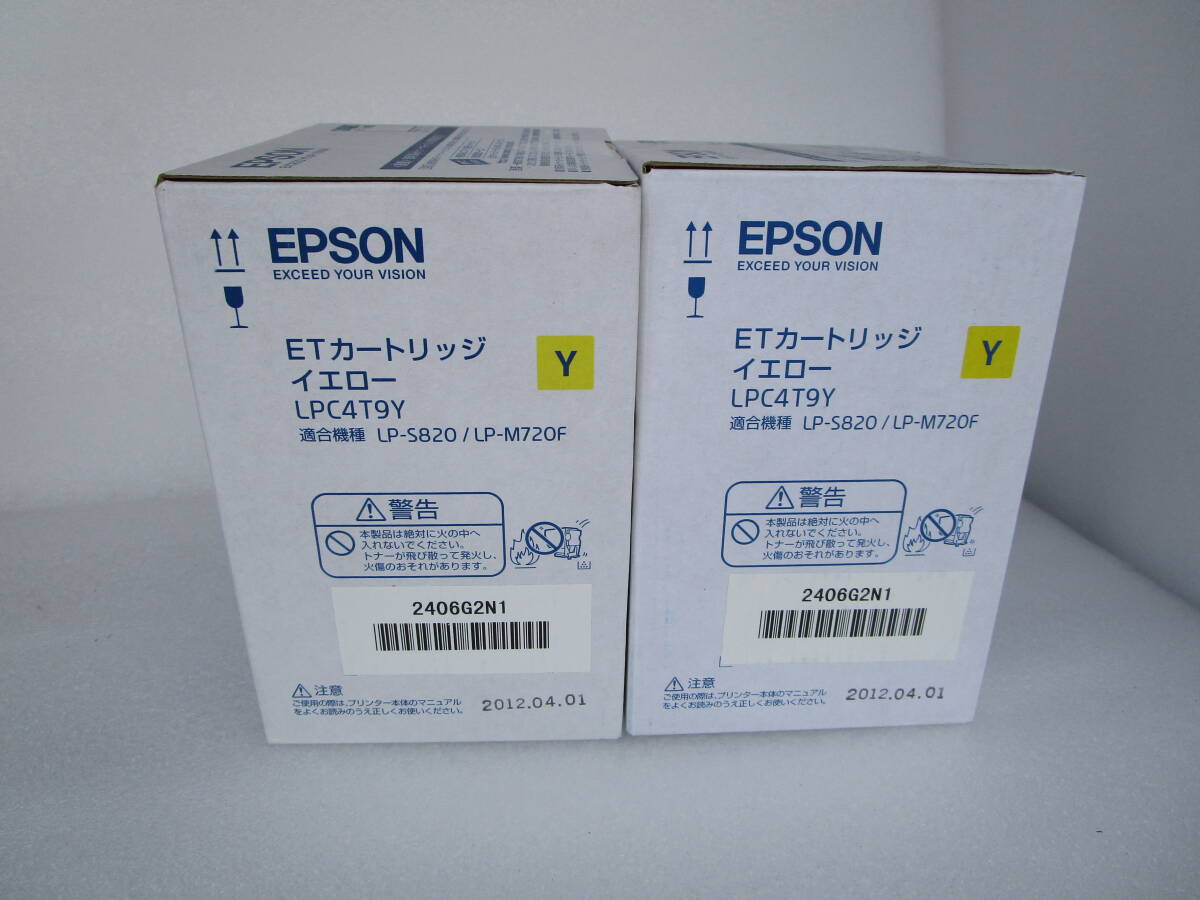 EPSON
EPSON
EXCEED YOUR VISION
ETカートリッジ
イエロー
LPC4T9Y
適合機種 LP-S820 / LP-M720F
Y
警告
本製品は絶対に火の中へ
入れないでください。
トナーが飛び散って発火し、
火傷のおそれがあります。
2406G2N1
注意
ご使用の際は、プリンター本体のマニュアル
をよくお読みのうえ正しくお使いください。
2012.04.01
EPSON
EXCEED YOUR VISION
ETカートリッジ
イエロー
LPC4T9Y
適合機種 LP-S820 / LP-M720F
Y
警告
本製品は絶対に火の中へ
入れないでください。
トナーが飛び散って発火し、
火傷のおそれがあります。
2406G2N1
注意
ご使用の際は、プリンター本体のマニュアル
をよくお読みのうえ正しくお使いください。
2012.04.01